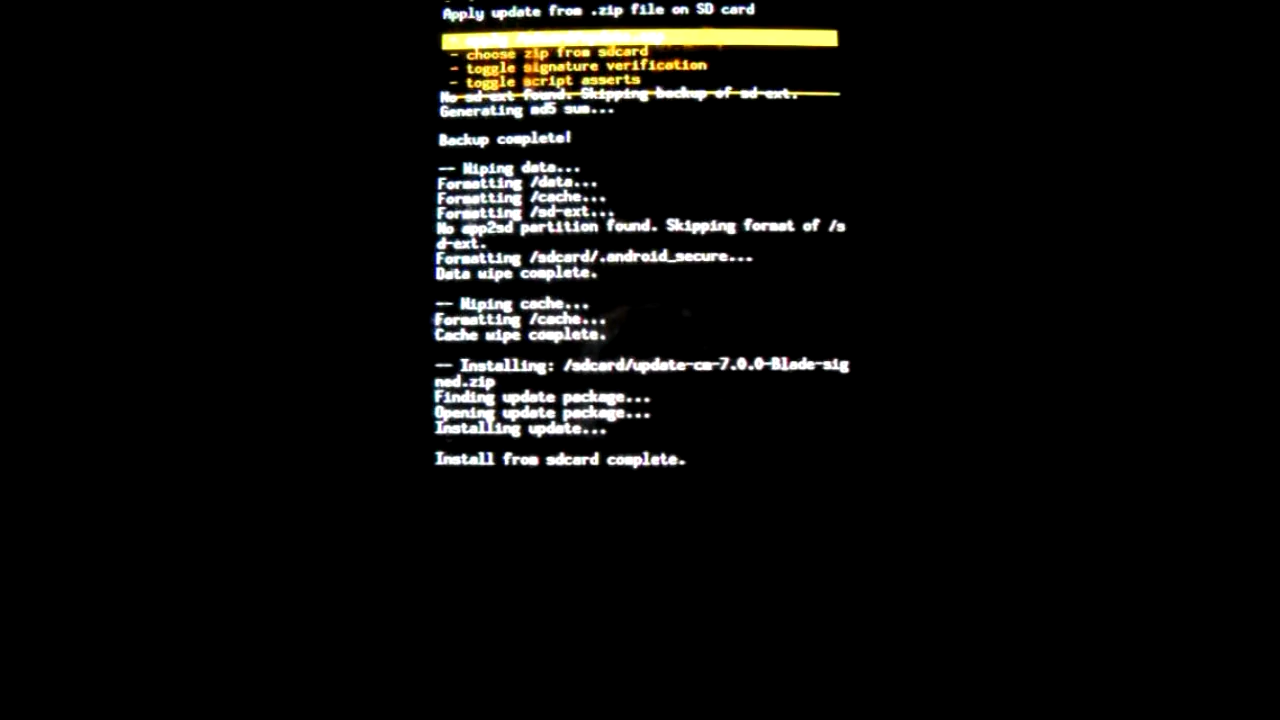 Apply update from .zip file on SD card
- choose zip from sdcard
- toggle signature verification
- toggle script asserts
No sd-ext found. Skipping backup of sd-ext.
Generating md5 sum...
Backup complete!
-- Wiping data...
Formatting /data...
Formatting /cache...
Formatting /sd-ext...
No app2sd partition found. Skipping format of /s
d-ext.
Formatting /sdcard/.android_secure...
Data wipe complete.
-- Wiping cache...
Formatting /cache...
Cache wipe complete.
-- Installing: /sdcard/update-cm-7.0.0-Blade-sig
ned.zip
Finding update package...
Opening update package...
Installing update...
Install from sdcard complete.